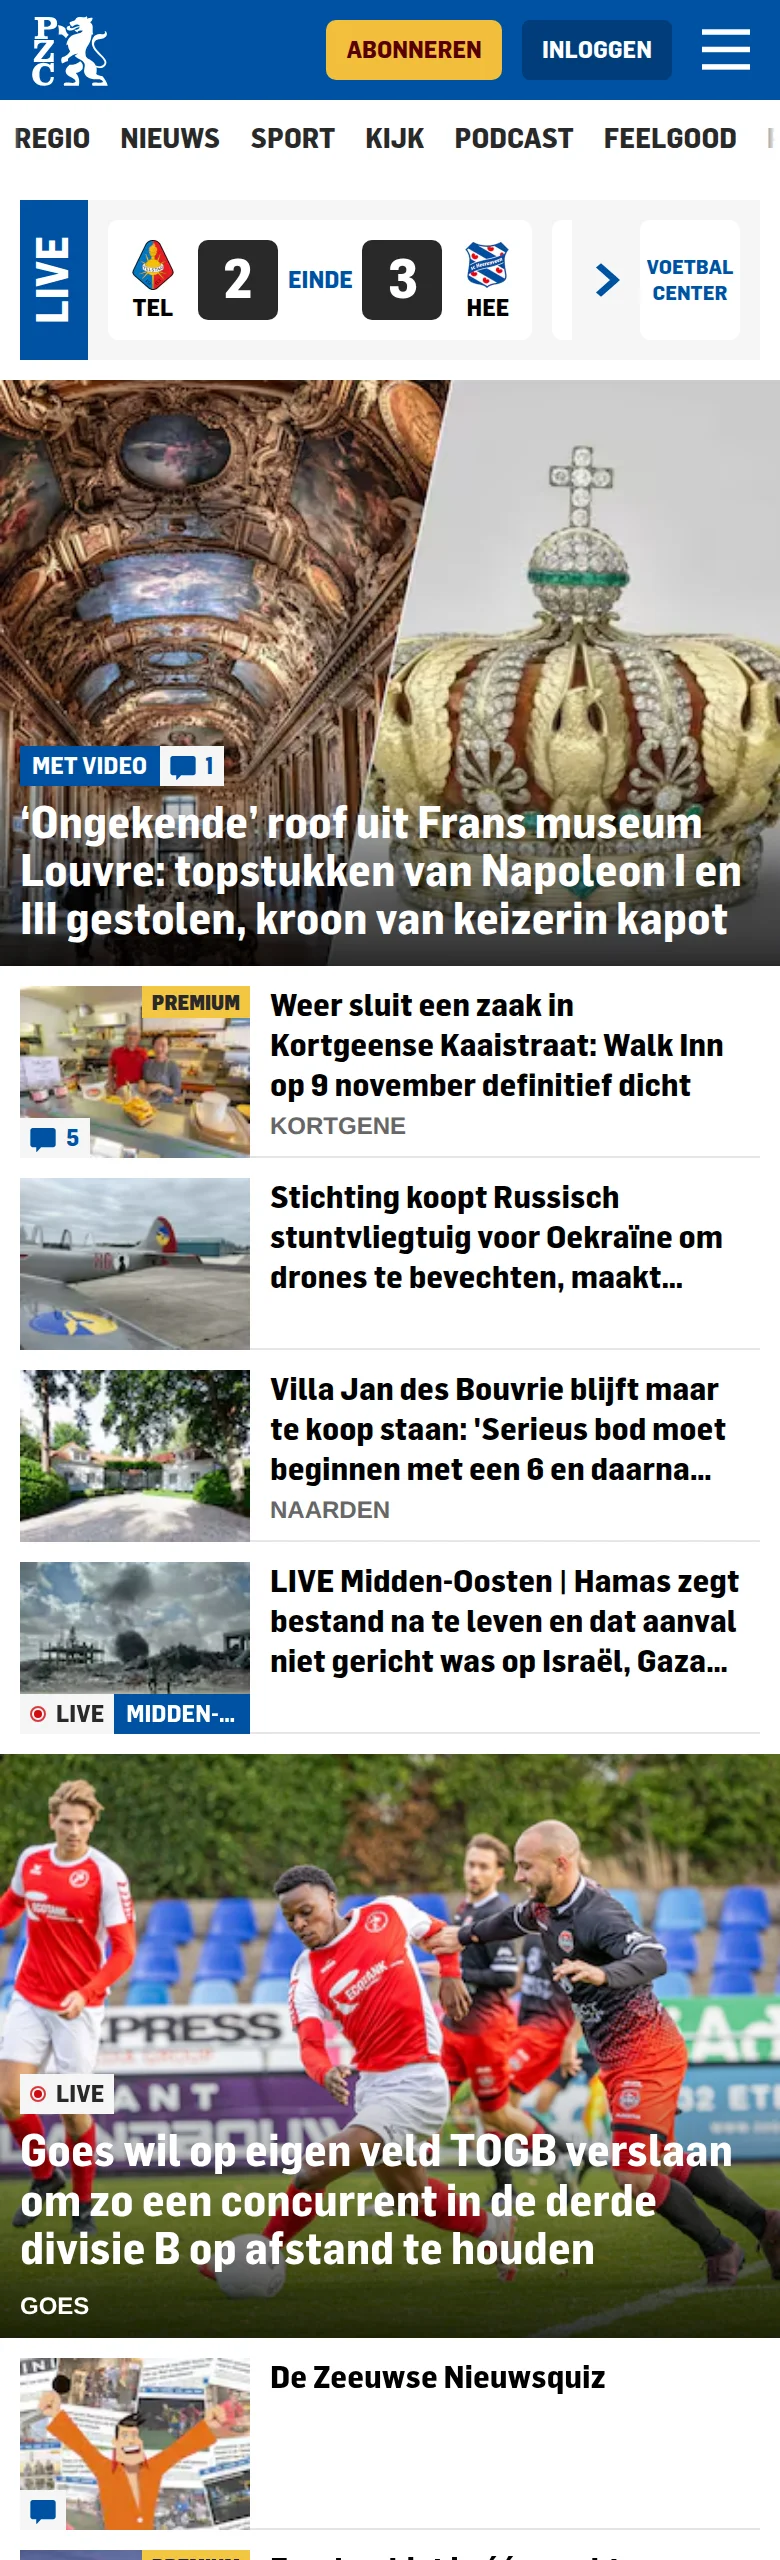 PZC
ABONNEREN
INLOGGEN
REGIO NIEUWS SPORT KIJK PODCAST FEELGOOD
LIVE
TEL
2
EINDE
3
HEE
VOETBAL
CENTER
MET VIDEO
1
‘Ongekende’ roof uit Frans museum
Louvre: topstukken van Napoleon I en
III gestolen, kroon van keizerin kapot
PREMIUM
5
Weer sluit een zaak in
Kortgeense Kaaistraat: Walk Inn
op 9 november definitief dicht
KORTGENE
Stichting koopt Russisch
stuntvliegtuig voor Oekraïne om
drones te bevechten, maakt...
Villa Jan des Bouvrie blijft maar
te koop staan: 'Serieus bod moet
beginnen met een 6 en daarna...
NAARDEN
LIVE
MIDDEN-...
LIVE Midden-Oosten | Hamas zegt
bestand na te leven en dat aanval
niet gericht was op Israël, Gaza...
ECOTANK
ECOTANK
LIVE
Goes wil op eigen veld TOGB verslaan
om zo een concurrent in de derde
divisie B op afstand te houden
GOES
De Zeeuwse Nieuwsquiz